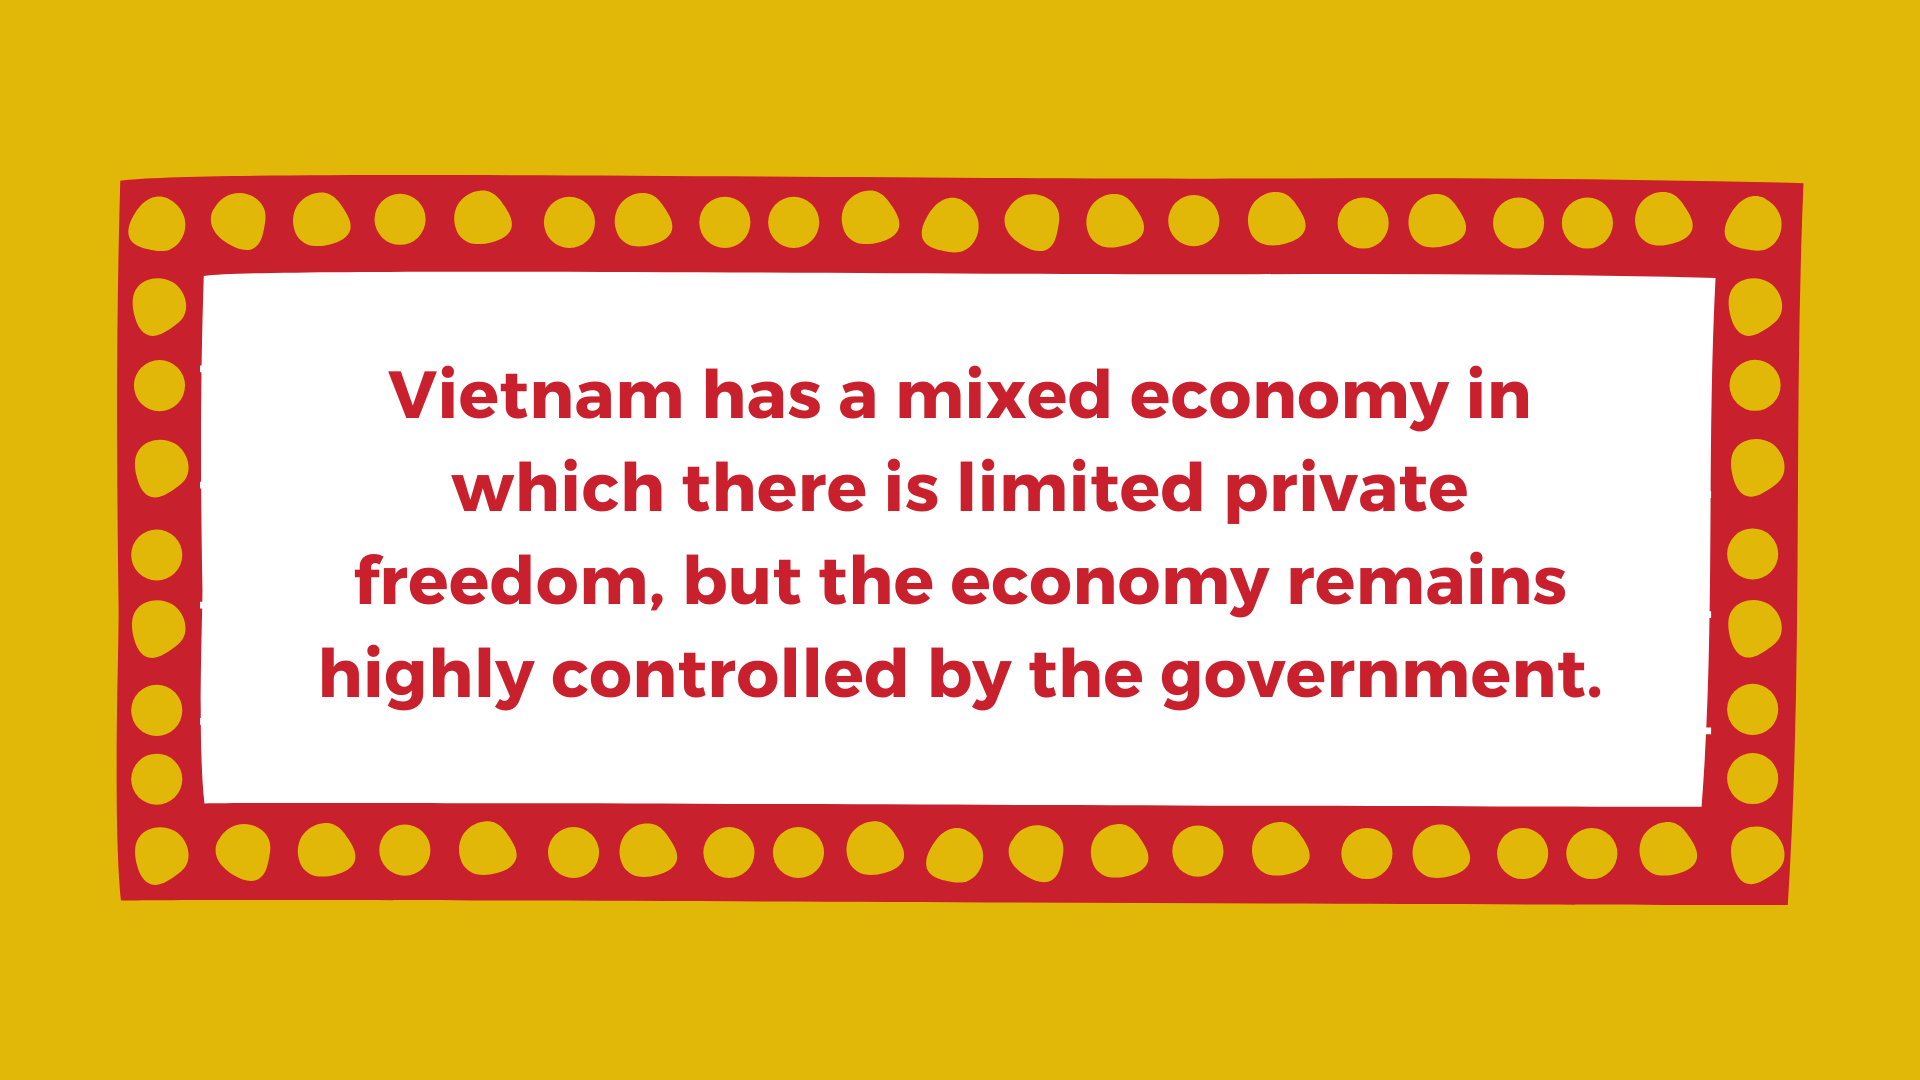 Vietnam has a mixed economy in
which there is limited private
freedom, but the economy remains
highly controlled by the government.